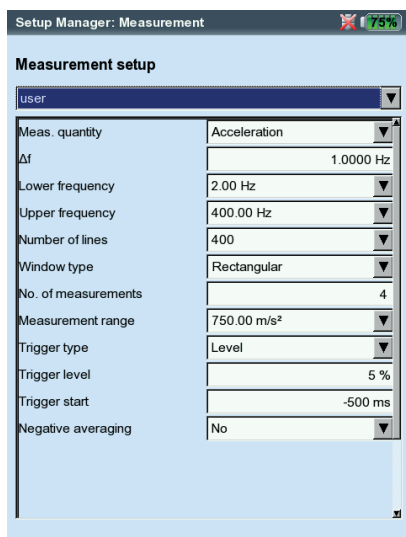 Setup Manager: Measurement 75%
Measurement setup
user
Meas. quantity Acceleration
Δf 1.0000 Hz
Lower frequency 2.00 Hz
Upper frequency 400.00 Hz
Number of lines 400
Window type Rectangular
No. of measurements 4
Measurement range 750.00 m/s²
Trigger type Level
Trigger level 5 %
Trigger start -500 ms
Negative averaging No